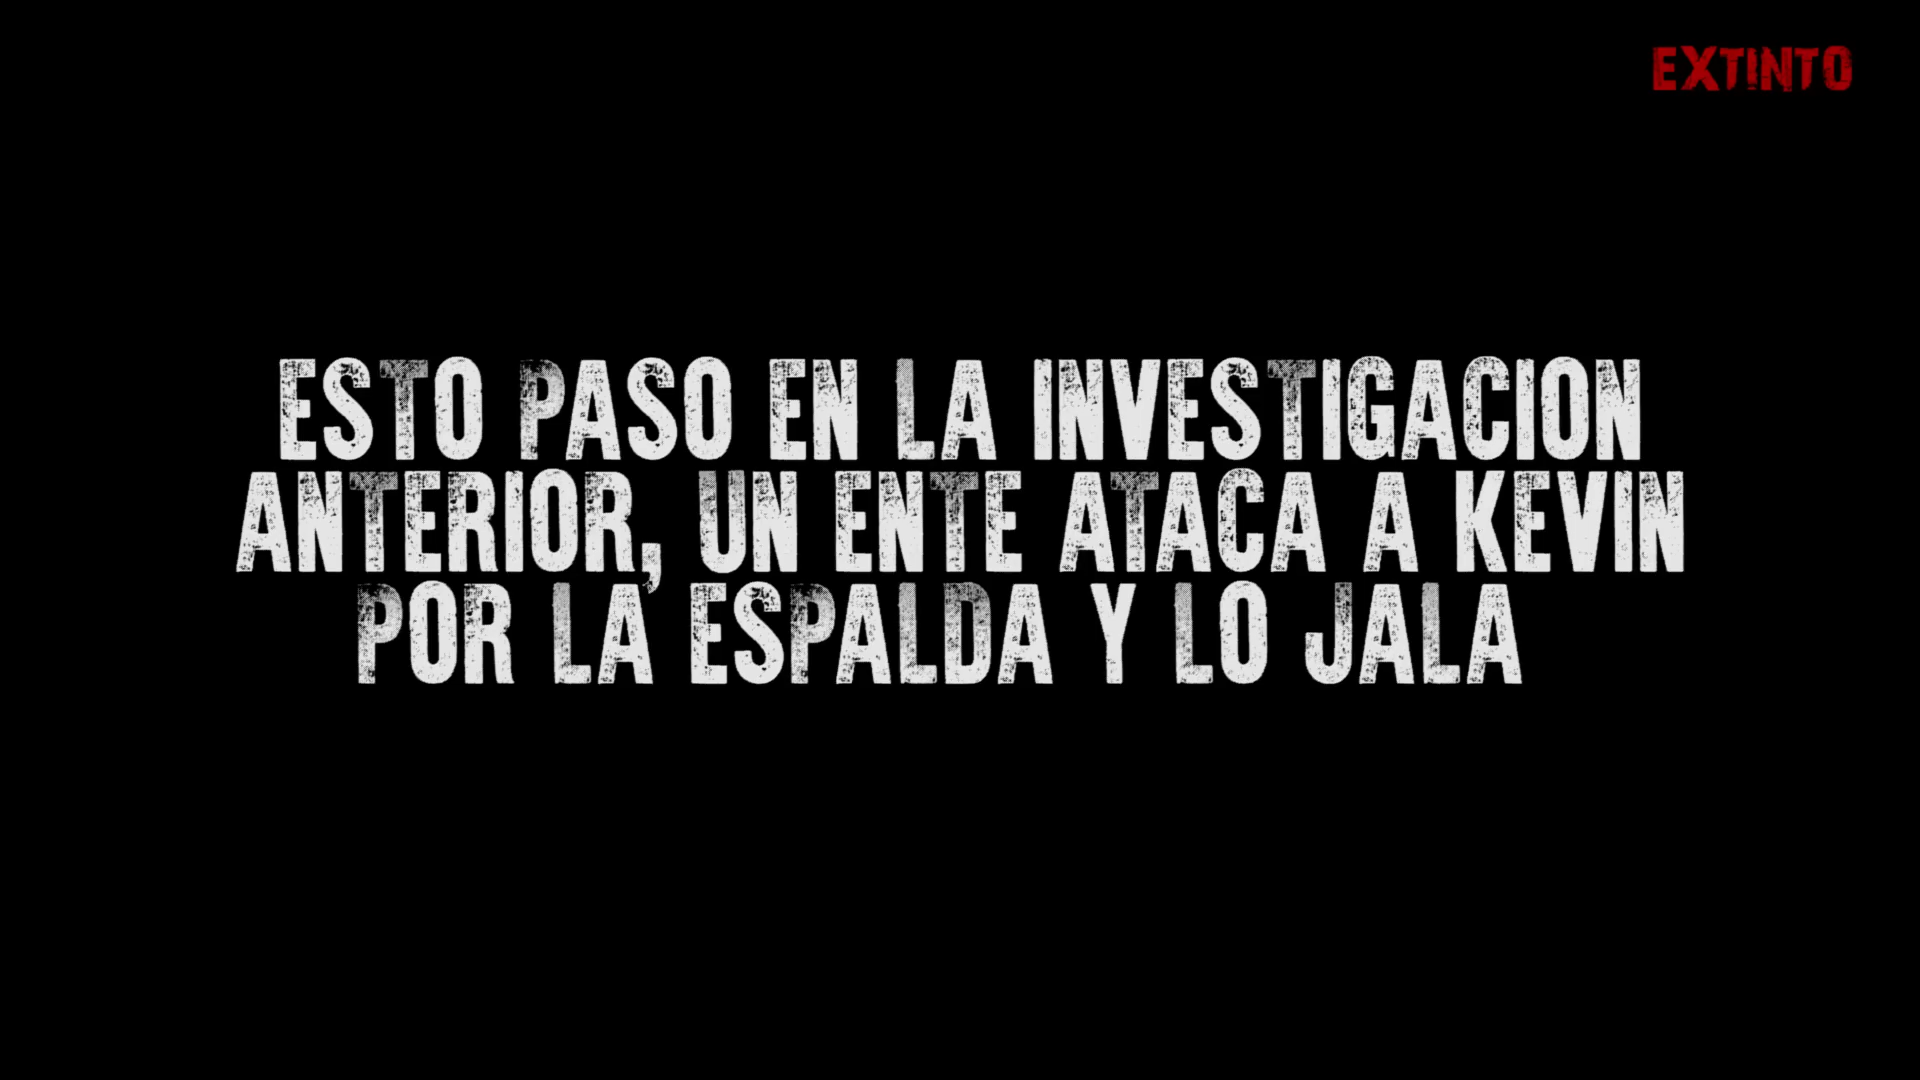 EXTINTO
ESTO PASO EN LA INVESTIGACION
ANTERIOR, UN ENTE ATACA A KEVIN
POR LA ESPALDA Y LO JALA